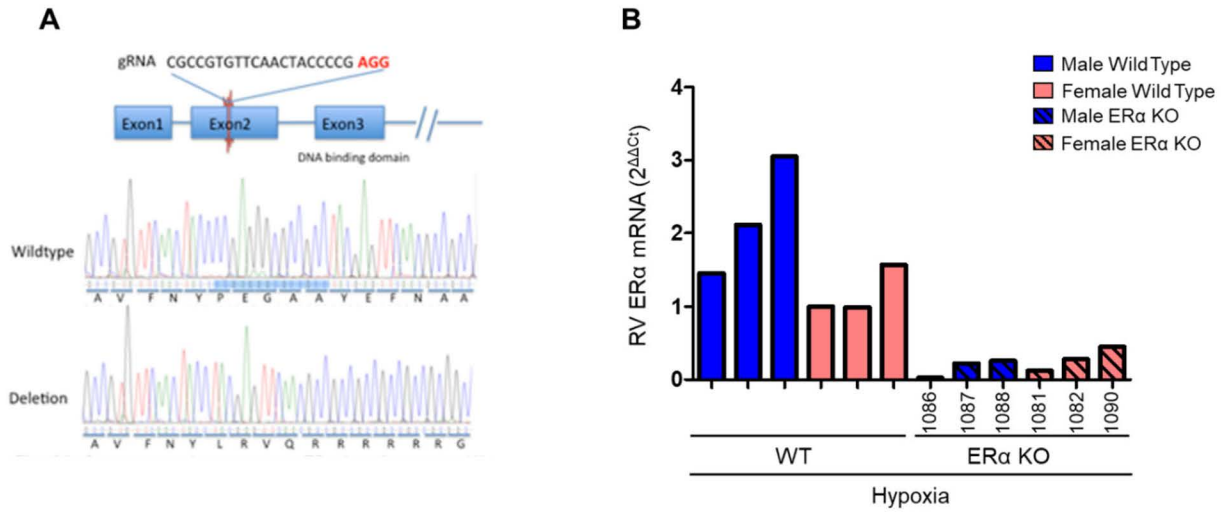 A
gRNA CGCCGTGTTCAACTACCCCG AGG
Exon1 Exon2 Exon3
DNA binding domain
Wildtype
A V F N Y P E G A A Y E F N A A
Deletion
A V F N Y L R V Q R R R R R R G
B
Male Wild Type
Female Wild Type
Male ERα KO
Female ERα KO
RV ERα mRNA (2^ΔΔCt)
4
3
2
1
0
1086
1087
1088
1081
1082
1090
WT
ERα KO
Hypoxia